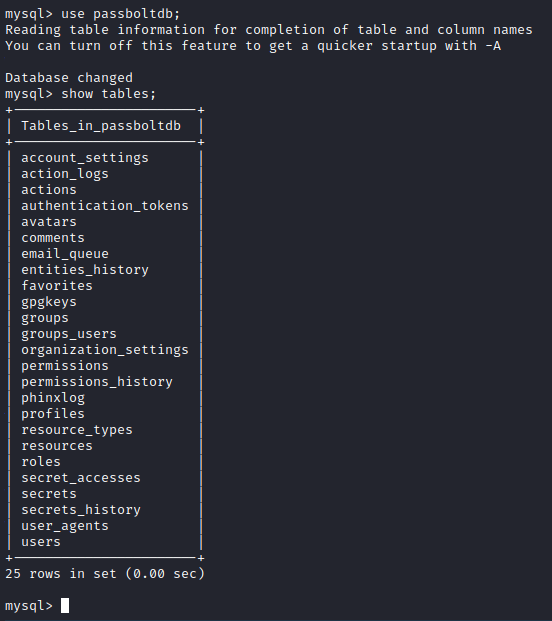 mysql> use passboltdb;
Reading table information for completion of table and column names
You can turn off this feature to get a quicker startup with -A
Database changed
mysql> show tables;
+-----------------------+
| Tables_in_passboltdb  |
+-----------------------+
| account_settings      |
| action_logs           |
| actions               |
| authentication_tokens |
| avatars               |
| comments              |
| email_queue           |
| entities_history      |
| favorites             |
| gpgkeys               |
| groups                |
| groups_users          |
| organization_settings |
| permissions           |
| permissions_history   |
| phinxlog              |
| profiles              |
| resource_types        |
| resources             |
| roles                 |
| secret_accesses       |
| secrets               |
| secrets_history       |
| user_agents           |
| users                 |
+-----------------------+
25 rows in set (0.00 sec)
mysql>